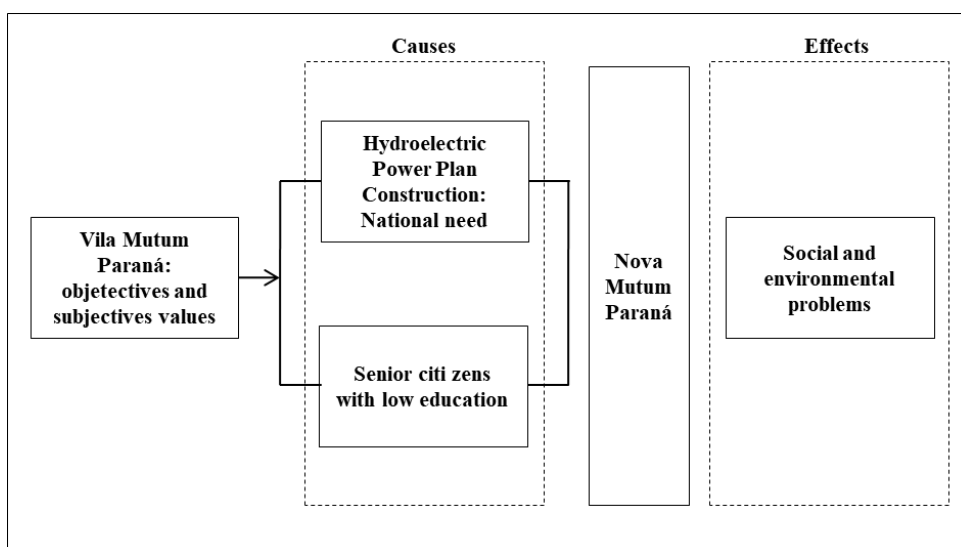 Causes
Effects
Hydroelectric
Power Plan
Construction:
National need
Vila Mutum
Paraná:
objetectives and
subjectives values
Senior citi zens
with low education
Nova
Mutum
Paraná
Social and
environmental
problems